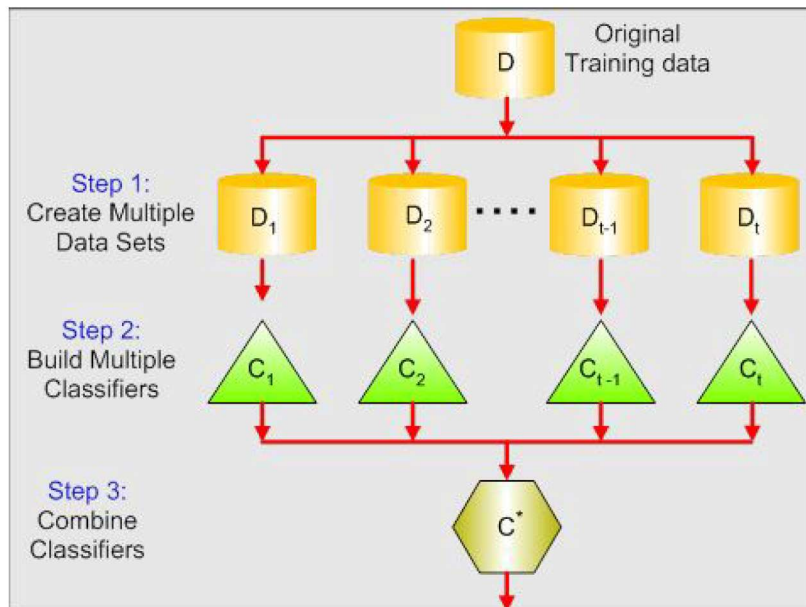 D
Original
Training data
Step 1:
Create Multiple
Data Sets
D₁
D₂
....
Dₜ₋₁
Dₜ
Step 2:
Build Multiple
Classifiers
C₁
C₂
Cₜ₋₁
Cₜ
Step 3:
Combine
Classifiers
C*